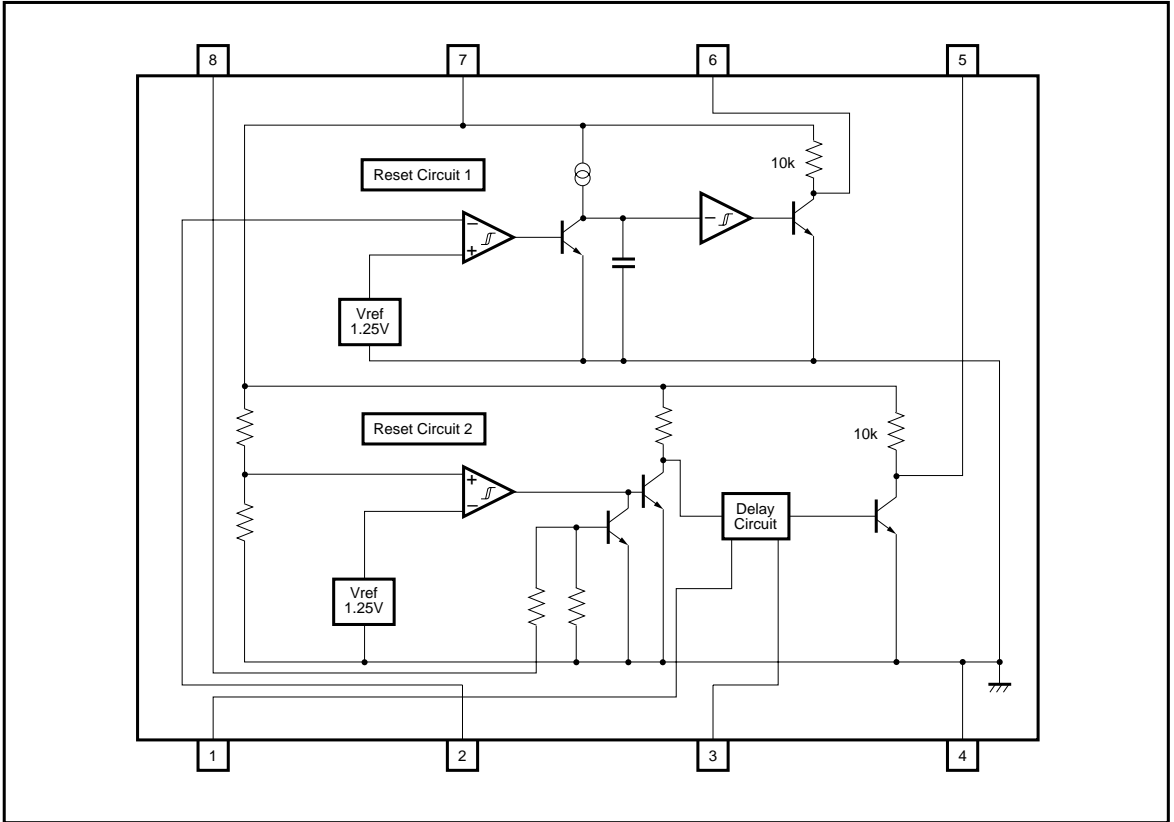 8
7
6
5
10k
Reset Circuit 1
−
+
−
Vref
1.25V
Reset Circuit 2
10k
+
−
Delay
Circuit
Vref
1.25V
1
2
3
4